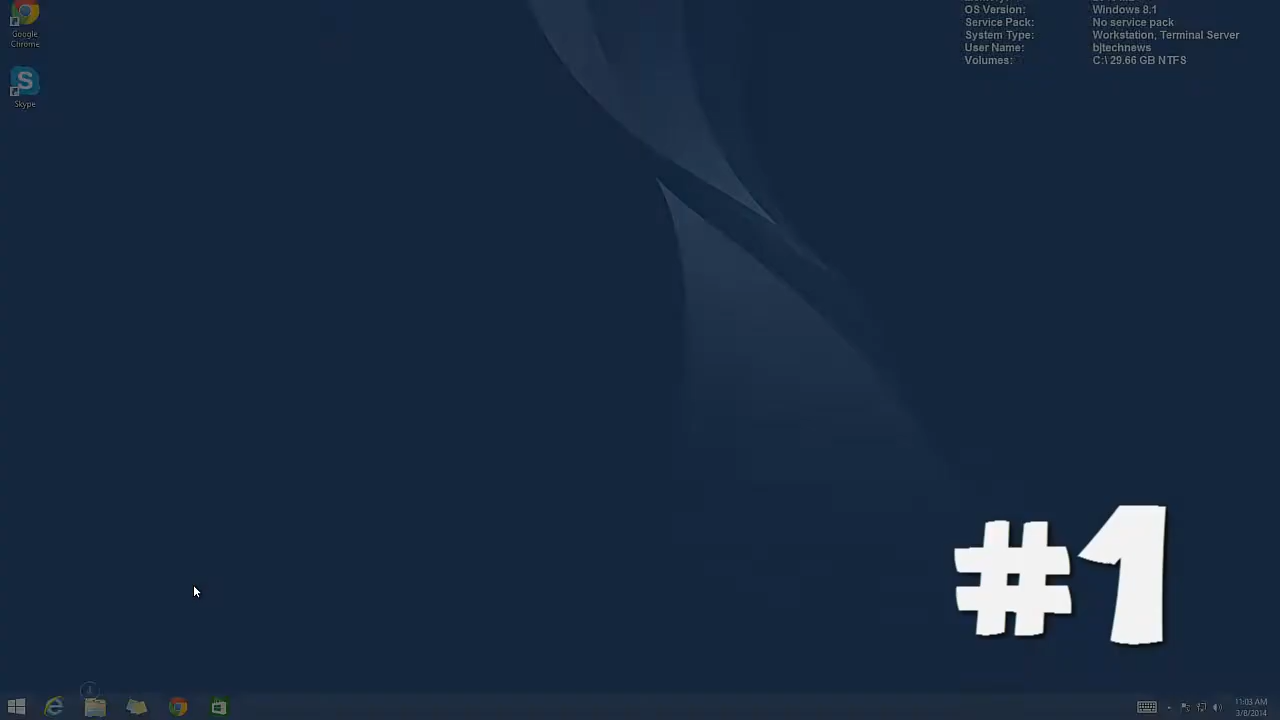 Google
Chrome
Skype
OS Version: Windows 8.1
Service Pack: No service pack
System Type: Workstation, Terminal Server
User Name: bjtechnews
Volumes: C:\ 29.66 GB NTFS
#1
11:03 AM
3/8/2014